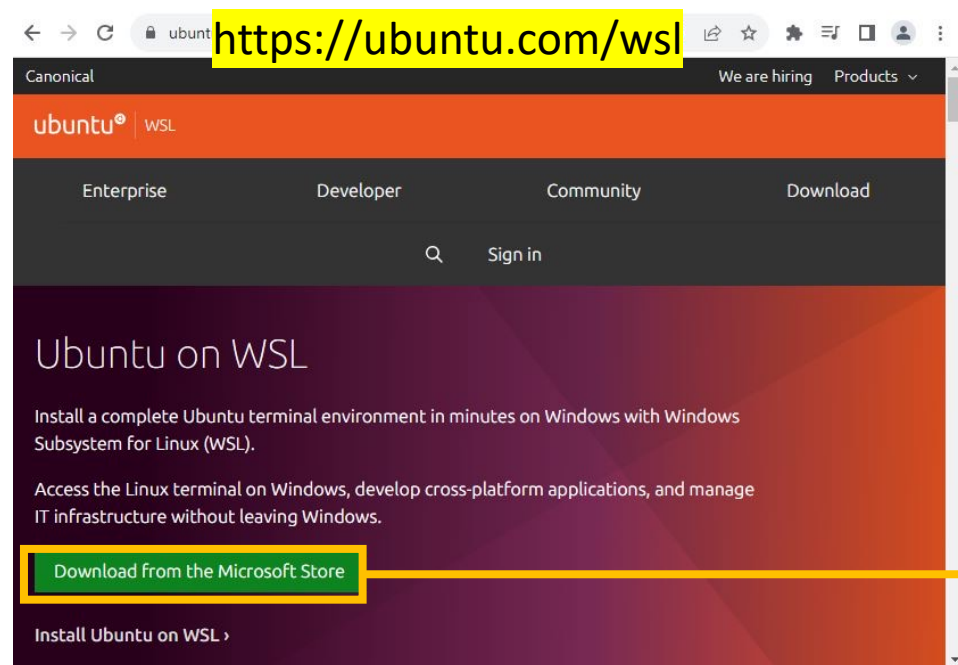 ubunt
https://ubuntu.com/wsl
Canonical We are hiring Products
ubuntu WSL
Enterprise Developer Community Download
Sign in
Ubuntu on WSL
Install a complete Ubuntu terminal environment in minutes on Windows with Windows
Subsystem for Linux (WSL).
Access the Linux terminal on Windows, develop cross-platform applications, and manage
IT infrastructure without leaving Windows.
Download from the Microsoft Store
Install Ubuntu on WSL ›